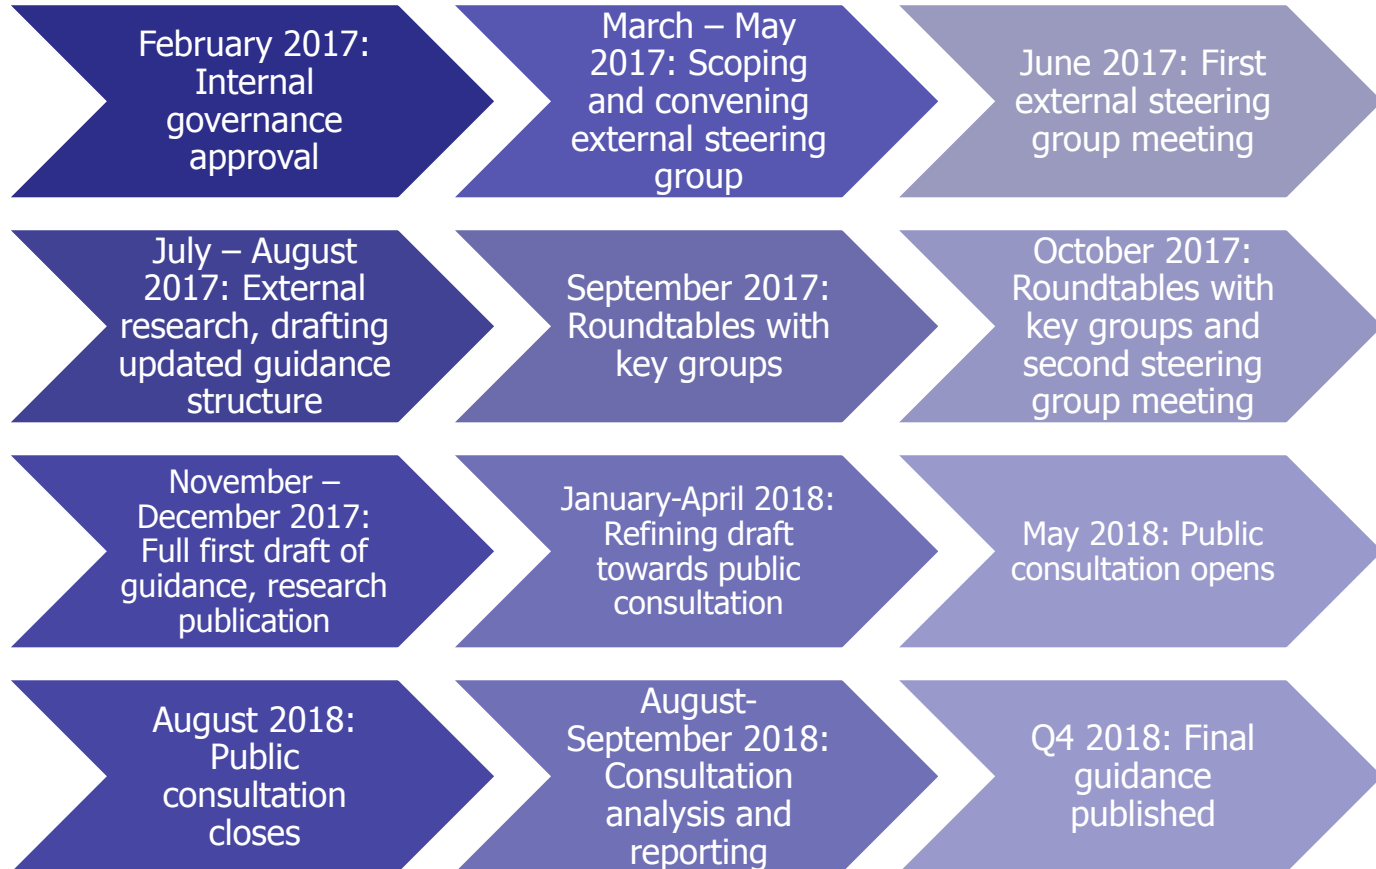 February 2017:
Internal
governance
approval
March – May
2017: Scoping
and convening
external steering
group
June 2017: First
external steering
group meeting
July – August
2017: External
research, drafting
updated guidance
structure
September 2017:
Roundtables with
key groups
October 2017:
Roundtables with
key groups and
second steering
group meeting
November –
December 2017:
Full first draft of
guidance, research
publication
January-April 2018:
Refining draft
towards public
consultation
May 2018: Public
consultation opens
August 2018:
Public
consultation
closes
August-
September 2018:
Consultation
analysis and
reporting
Q4 2018: Final
guidance
published